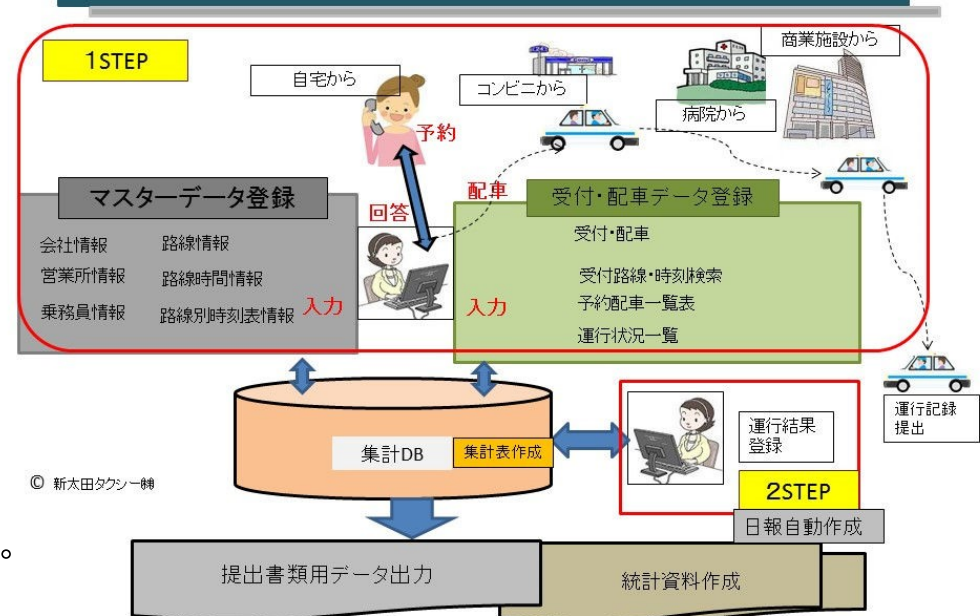 1STEP
自宅から
コンビニから
病院から
商業施設から
予約
回答
配車
マスターデータ登録
会社情報
営業所情報
乗務員情報
路線情報
路線時間情報
路線別時刻表情報
入力
入力
受付・配車データ登録
受付・配車
受付路線・時刻検索
予約配車一覧表
運行状況一覧
運行記録
提出
集計DB
集計表作成
運行結果
登録
2STEP
日報自動作成
© 新太田タクシー㈱
。
提出書類用データ出力
統計資料作成